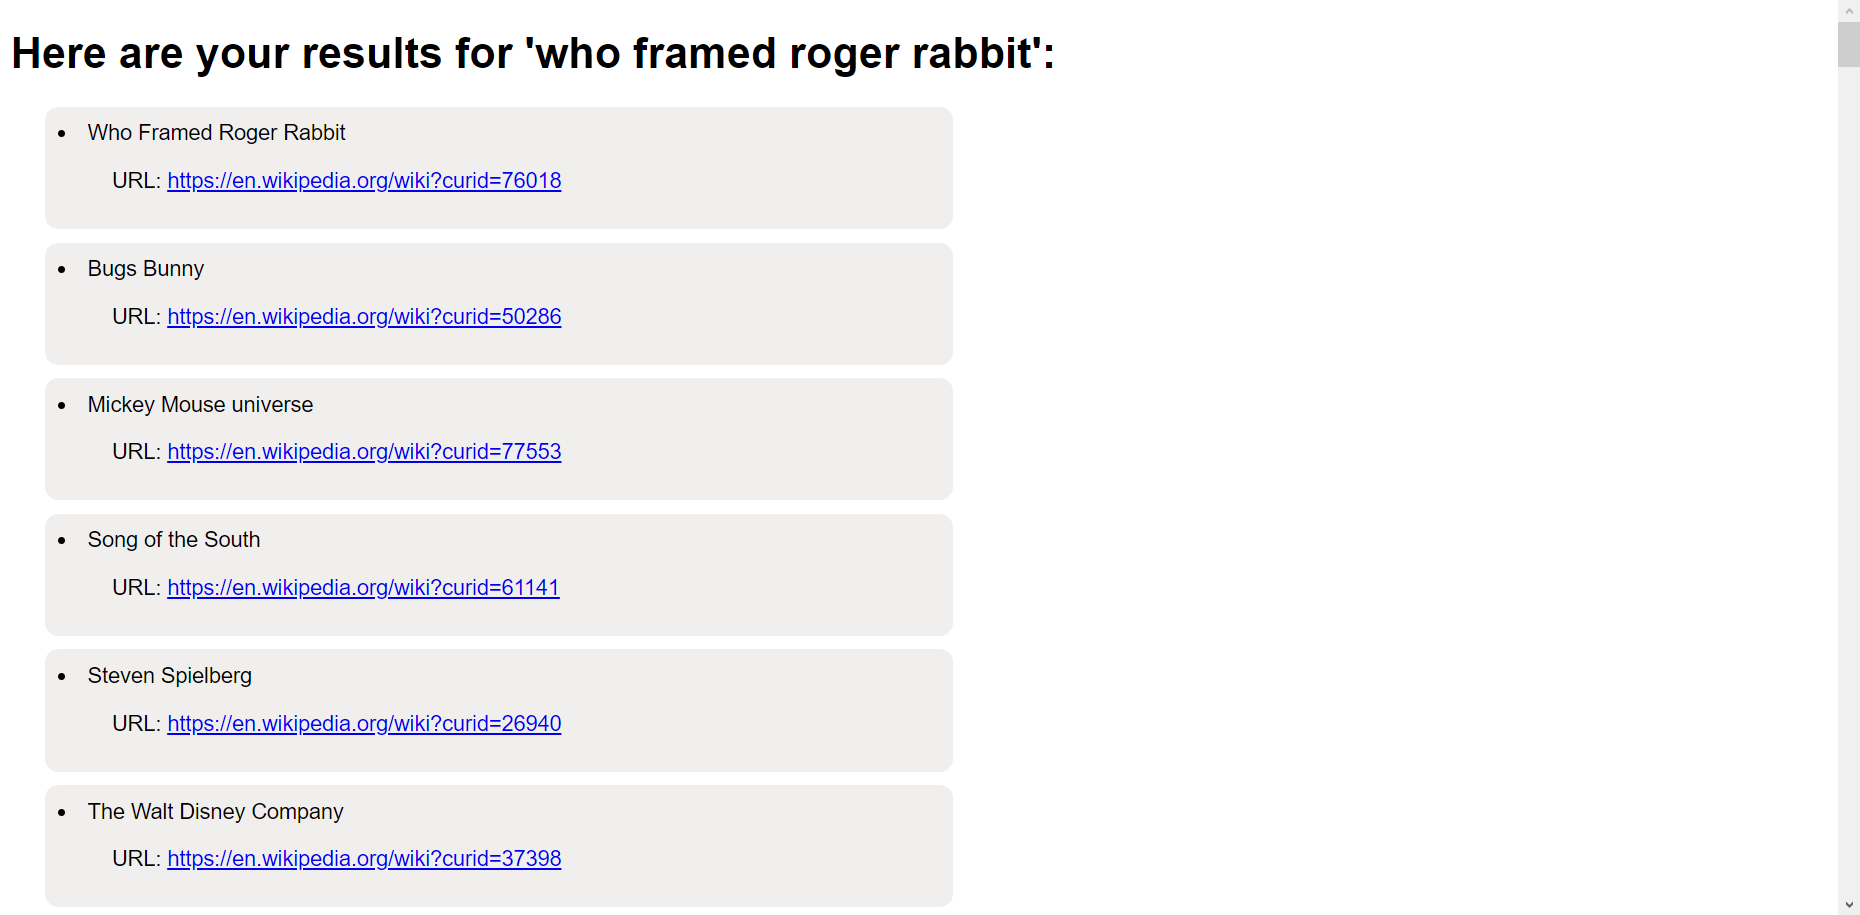 Here are your results for 'who framed roger rabbit':
• Who Framed Roger Rabbit
URL: https://en.wikipedia.org/wiki?curid=76018
• Bugs Bunny
URL: https://en.wikipedia.org/wiki?curid=50286
• Mickey Mouse universe
URL: https://en.wikipedia.org/wiki?curid=77553
• Song of the South
URL: https://en.wikipedia.org/wiki?curid=61141
• Steven Spielberg
URL: https://en.wikipedia.org/wiki?curid=26940
• The Walt Disney Company
URL: https://en.wikipedia.org/wiki?curid=37398